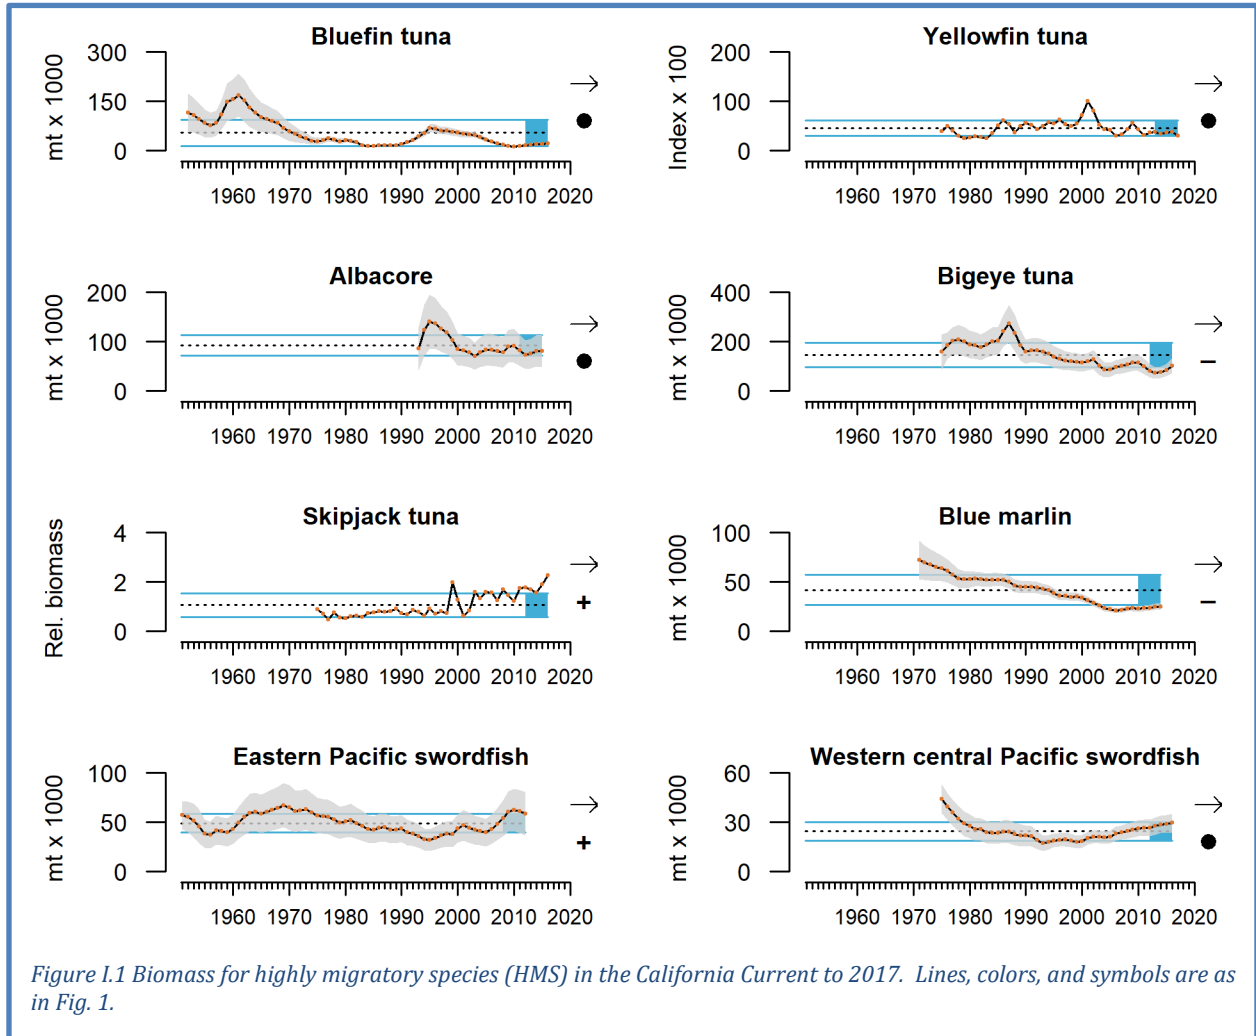 Bluefin tuna
mt x 1000
300
150
0
1960 1970 1980 1990 2000 2010 2020
Yellowfin tuna
Index x 100
200
100
0
1960 1970 1980 1990 2000 2010 2020
Albacore
mt x 1000
200
100
0
1960 1970 1980 1990 2000 2010 2020
Bigeye tuna
mt x 1000
400
200
0
1960 1970 1980 1990 2000 2010 2020
–
Skipjack tuna
Rel. biomass
4
2
0
1960 1970 1980 1990 2000 2010 2020
+
Blue marlin
mt x 1000
100
50
0
1960 1970 1980 1990 2000 2010 2020
–
Eastern Pacific swordfish
mt x 1000
100
50
0
1960 1970 1980 1990 2000 2010 2020
+
Western central Pacific swordfish
mt x 1000
60
30
0
1960 1970 1980 1990 2000 2010 2020
Figure I.1 Biomass for highly migratory species (HMS) in the California Current to 2017. Lines, colors, and symbols are as
in Fig. 1.